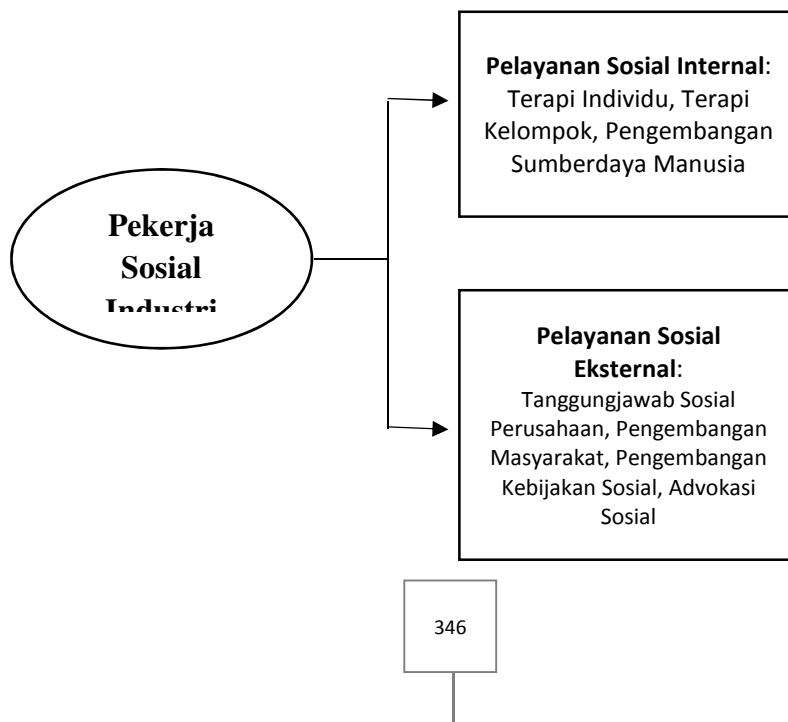 Pelayanan Sosial Internal:
Terapi Individu, Terapi
Kelompok, Pengembangan
Sumberdaya Manusia
Pekerja
Sosial
Industri
Pelayanan Sosial
Eksternal:
Tanggungjawab Sosial
Perusahaan, Pengembangan
Masyarakat, Pengembangan
Kebijakan Sosial, Advokasi
Sosial
346